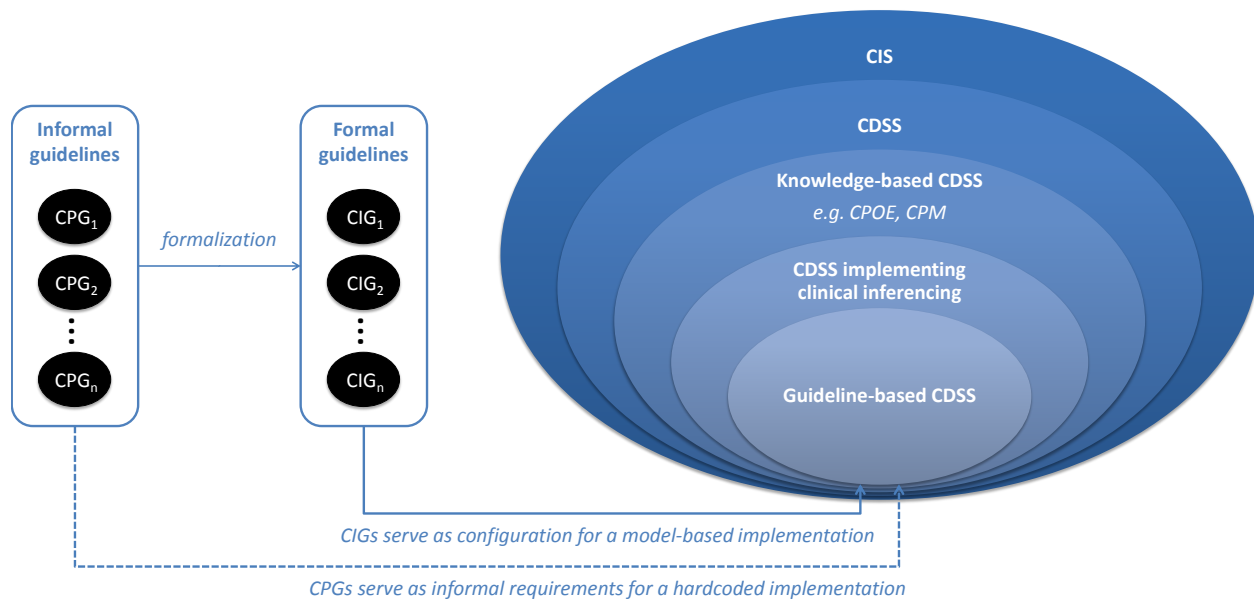 Informal
guidelines
CPG1
CPG2
CPGn
formalization
Formal
guidelines
CIG1
CIG2
CIGn
CIS
CDSS
Knowledge-based CDSS
e.g. CPOE, CPM
CDSS implementing
clinical inferencing
Guideline-based CDSS
CIGs serve as configuration for a model-based implementation
CPGs serve as informal requirements for a hardcoded implementation